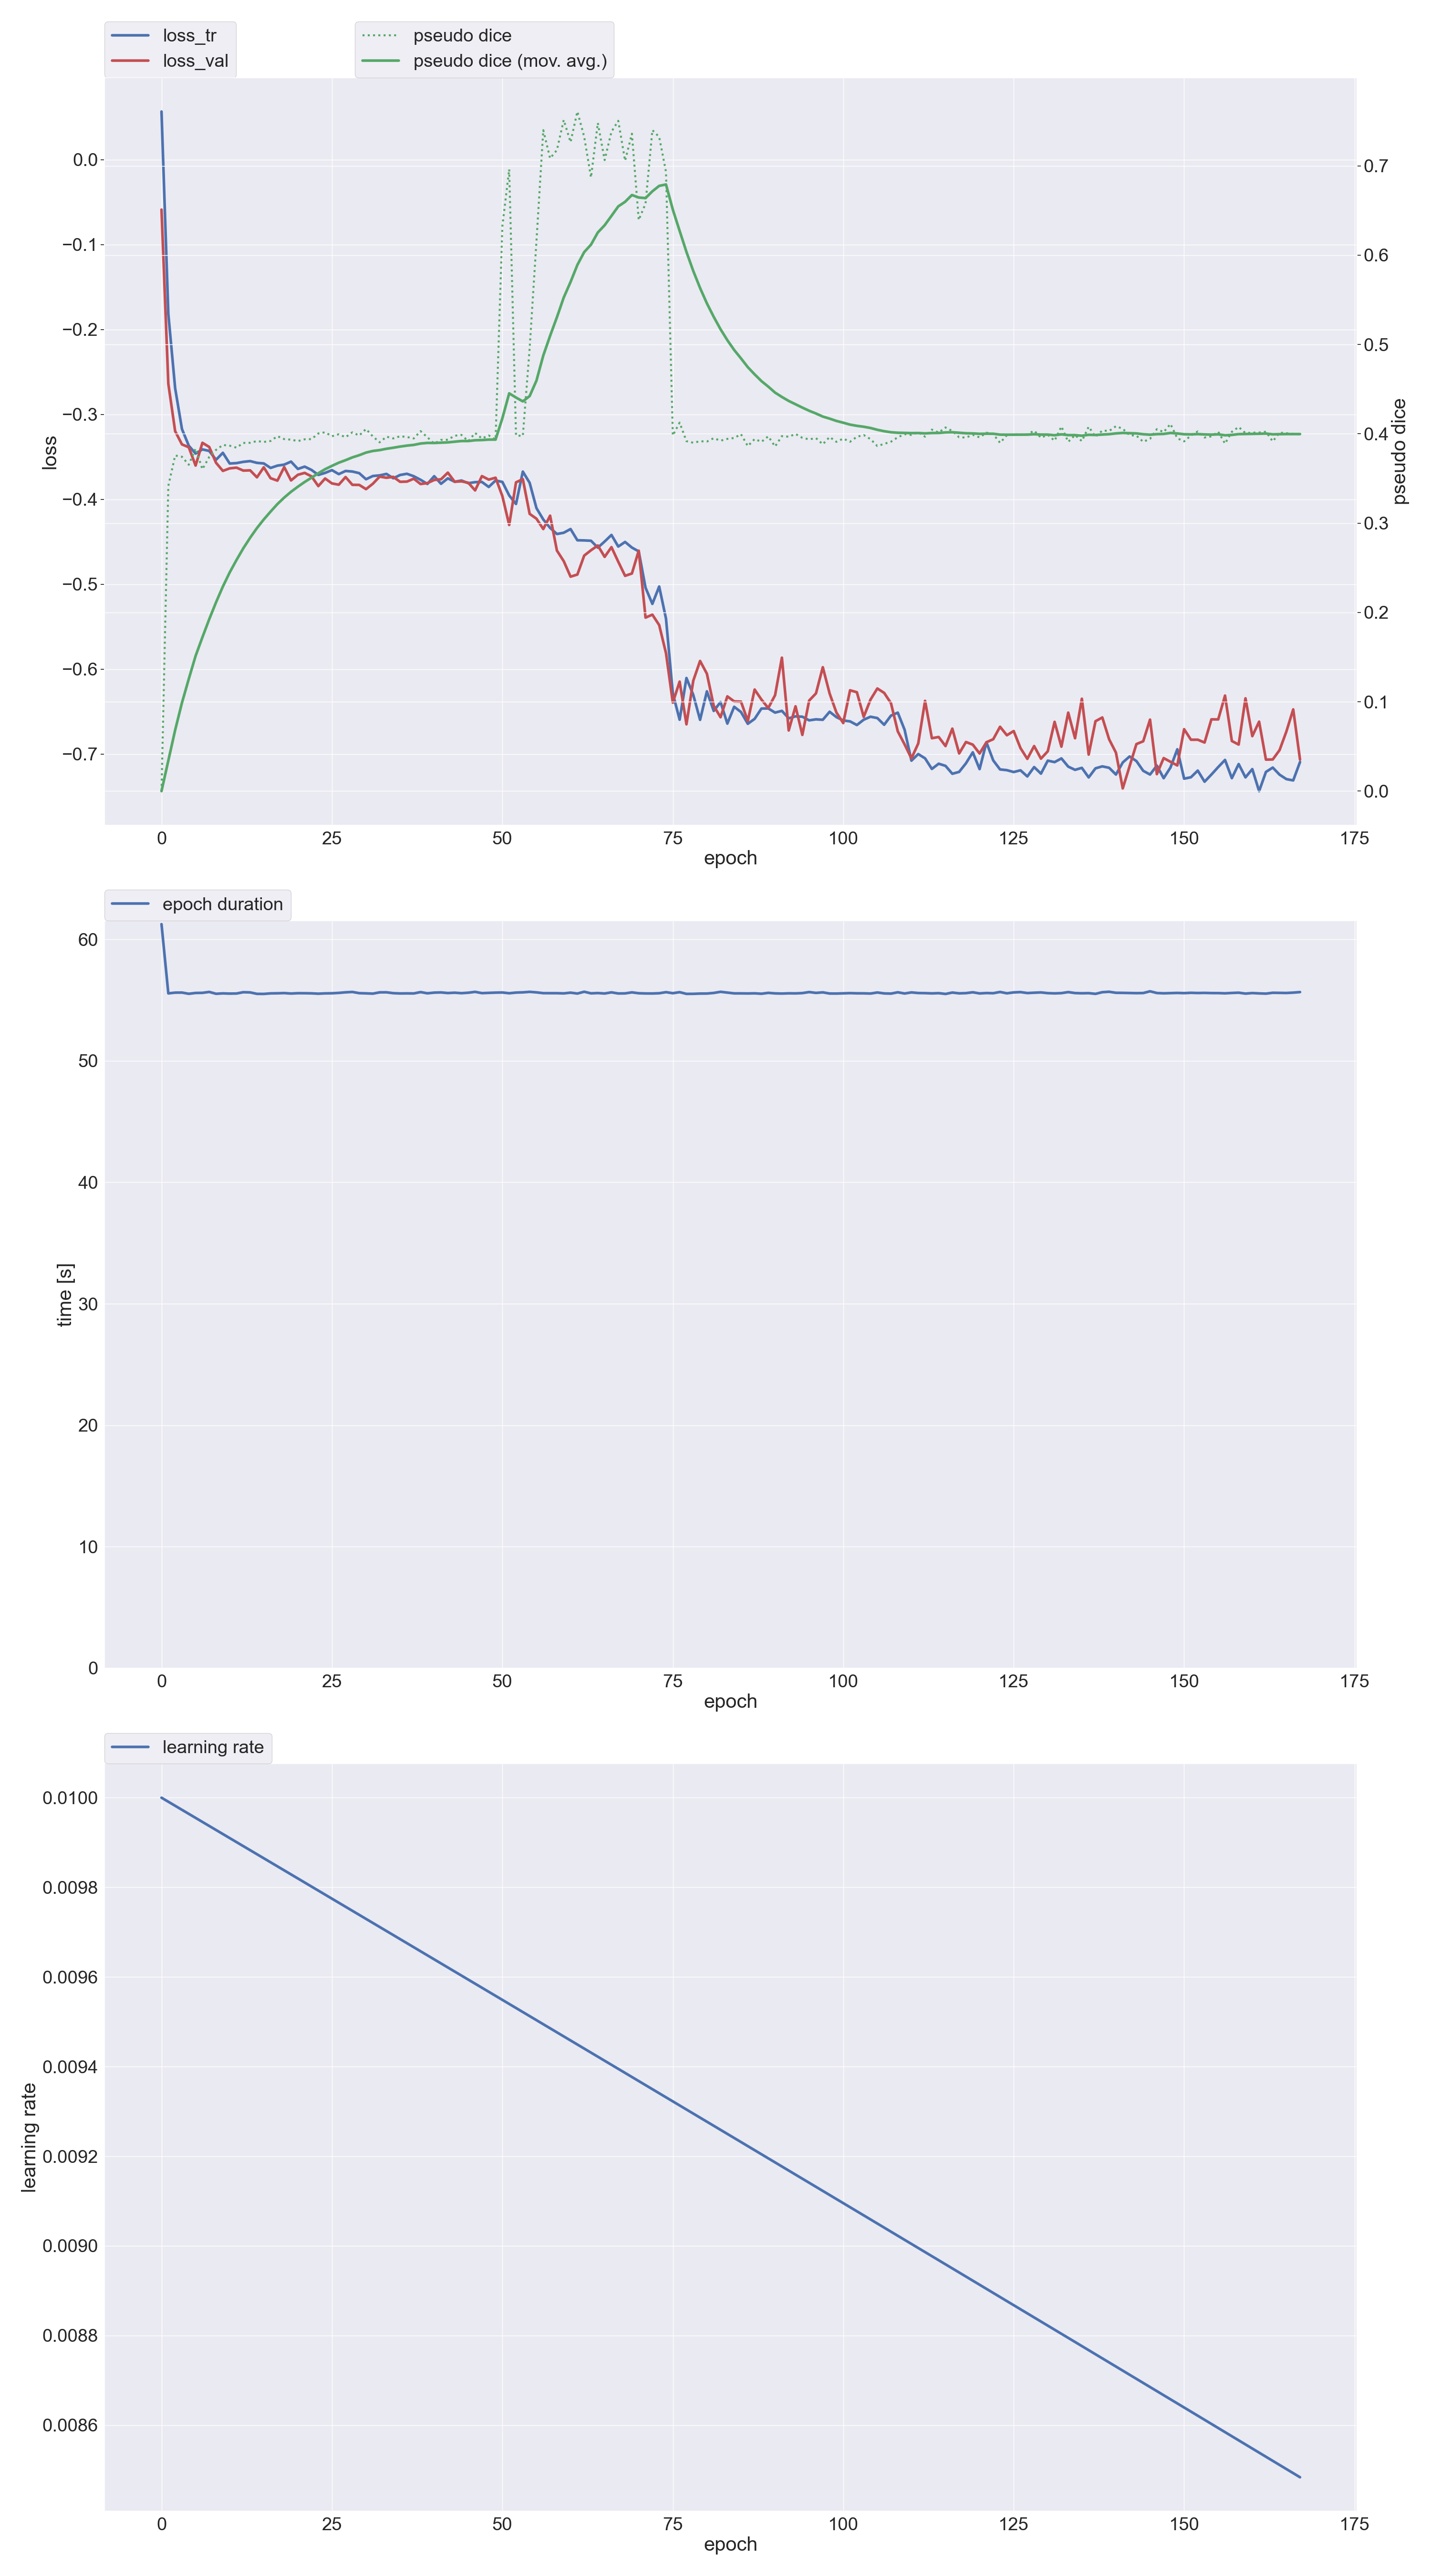 loss_tr
loss_val
pseudo dice
pseudo dice (mov. avg.)
0.0
−0.1
−0.2
−0.3
−0.4
−0.5
−0.6
−0.7
loss
0.7
0.6
0.5
0.4
0.3
0.2
0.1
0.0
pseudo dice
0 25 50 75 100 125 150 175
epoch
epoch duration
60
50
40
30
20
10
0
time [s]
0 25 50 75 100 125 150 175
epoch
learning rate
0.0100
0.0098
0.0096
0.0094
0.0092
0.0090
0.0088
0.0086
learning rate
0 25 50 75 100 125 150 175
epoch